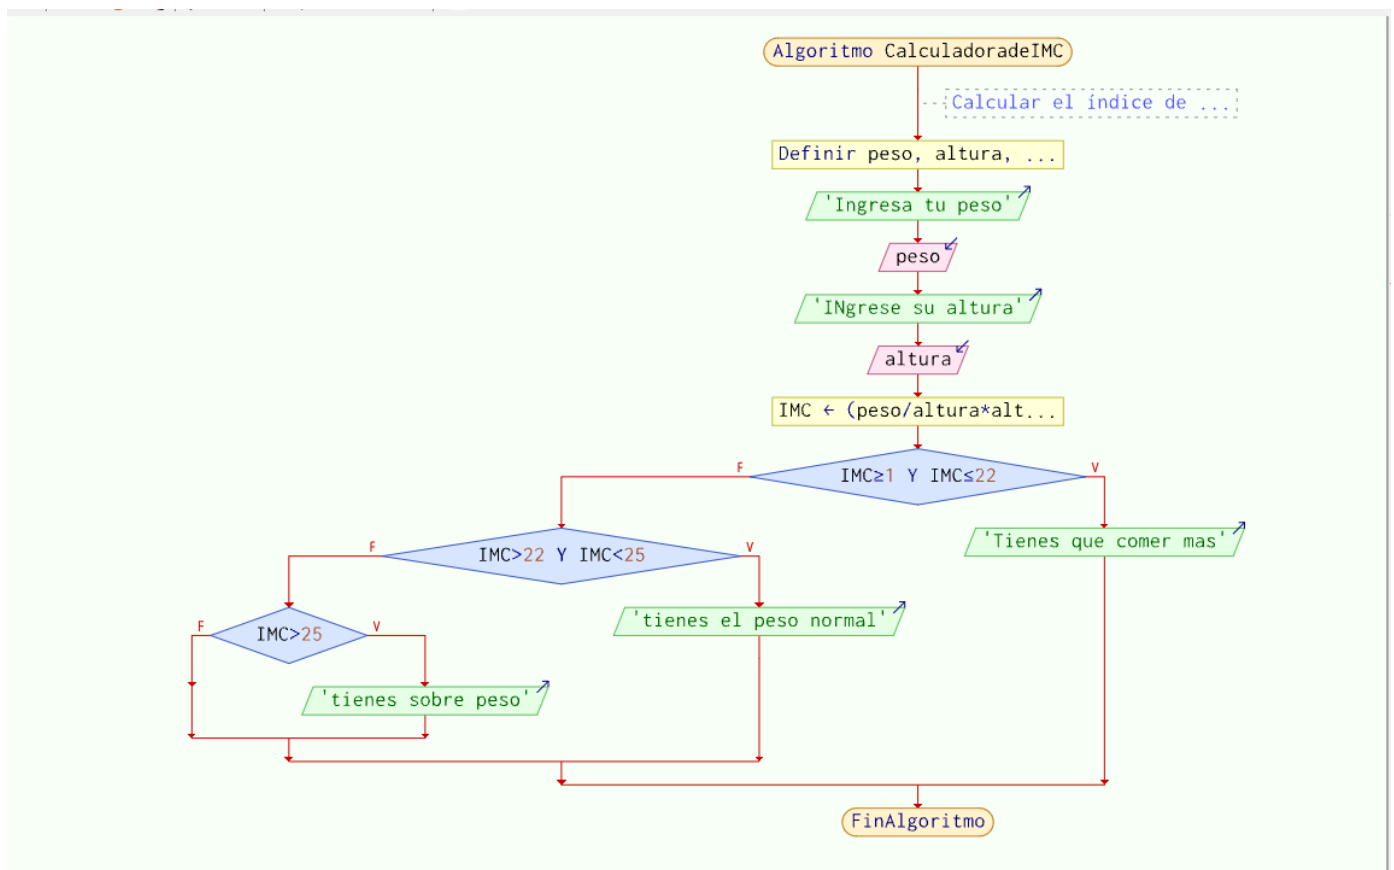 Algoritmo CalculadoradeIMC
Calcular el índice de ...
Definir peso, altura, ...
'Ingresa tu peso'
peso
'INgrese su altura'
altura
IMC ← (peso/altura*alt...
F
IMC≥1 Y IMC≤22
V
'Tienes que comer mas'
F
IMC>22 Y IMC<25
V
'tienes el peso normal'
F
IMC>25
V
'tienes sobre peso'
FinAlgoritmo